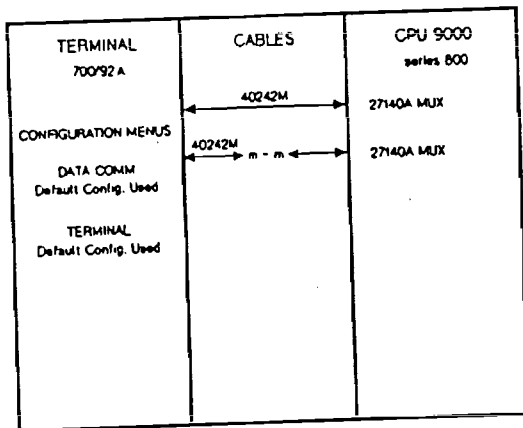 TERMINAL
700/92 A
CONFIGURATION MENUS
DATA COMM
Default Config. Used
TERMINAL
Default Config. Used
CABLES
40242M
40242M
m - m
CPU 9000
series 800
27140A MUX
27140A MUX